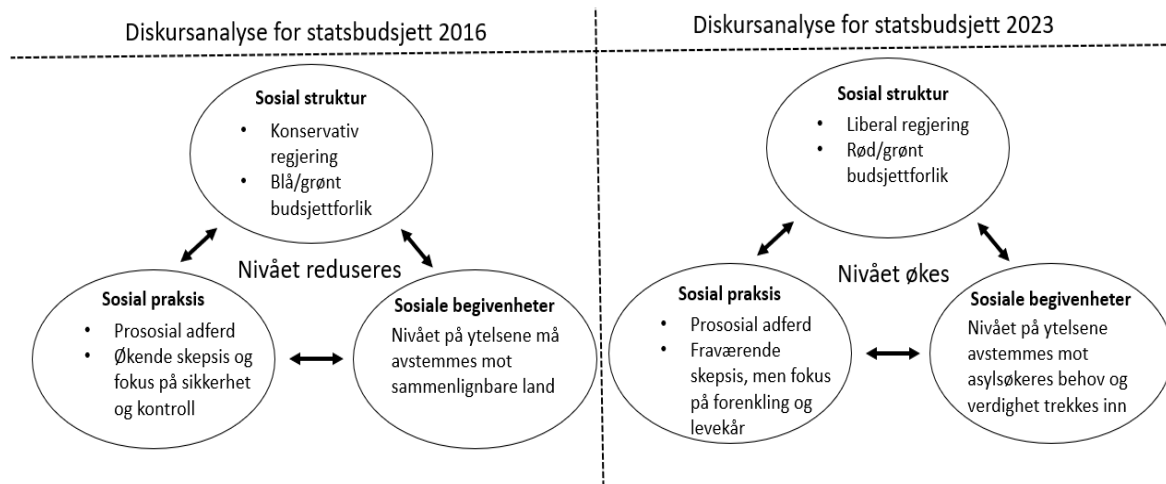 Diskursanalyse for statsbudsjett 2016
Sosial struktur
• Konservativ
regjering
• Blå/grønt
budsjettforlik
Nivået reduseres
Sosial praksis
• Prososial adferd
• Økende skepsis og
fokus på sikkerhet
og kontroll
Sosiale begivenheter
Nivået på ytelsene må
avstemmes mot
sammenlignbare land
Diskursanalyse for statsbudsjett 2023
Sosial struktur
• Liberal regjering
• Rød/grønt
budsjettforlik
Nivået økes
Sosial praksis
• Prososial adferd
• Fraværende
skepsis, men fokus
på forenkling og
levekår
Sosiale begivenheter
Nivået på ytelsene
avstemmes mot
asylsøkeres behov og
verdighet trekkes inn